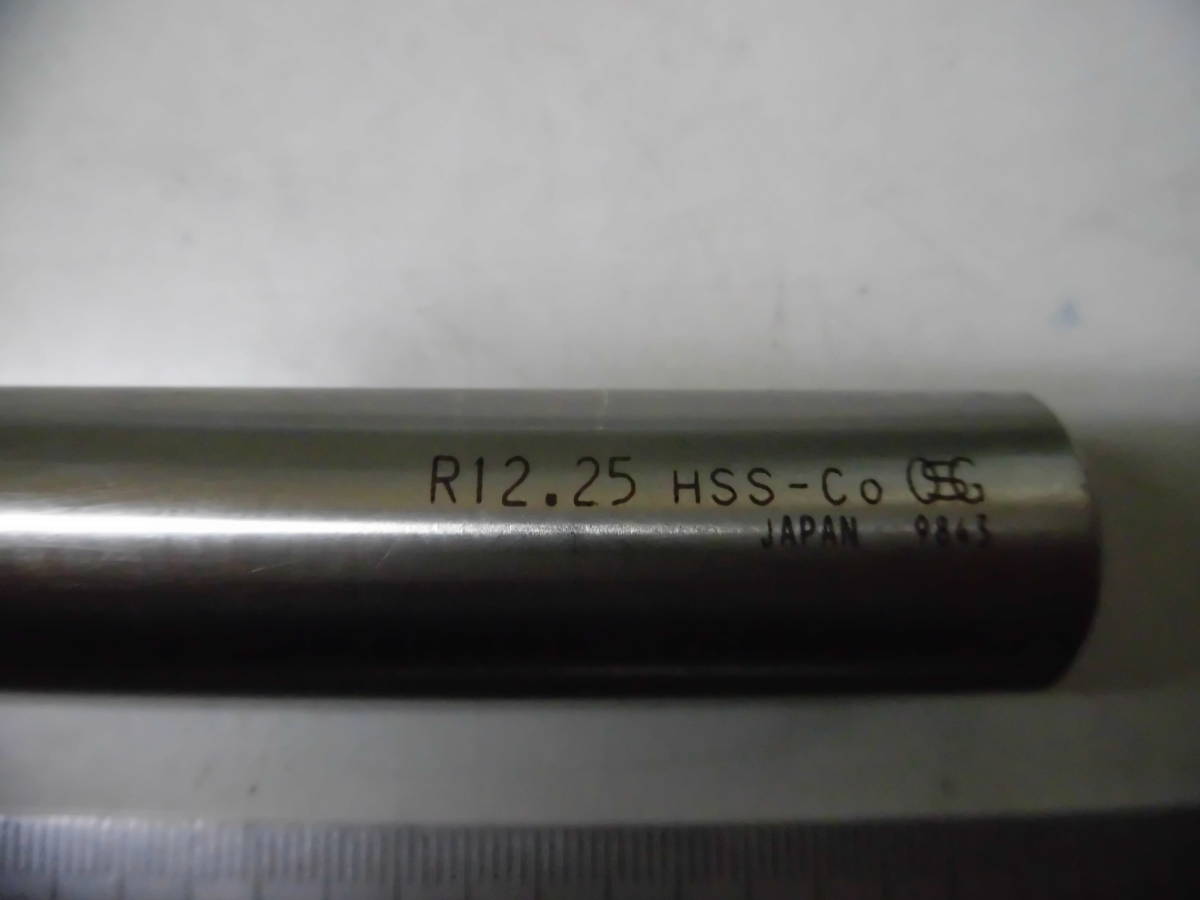 R12.25 HSS-Co OSG
JAPAN 9843